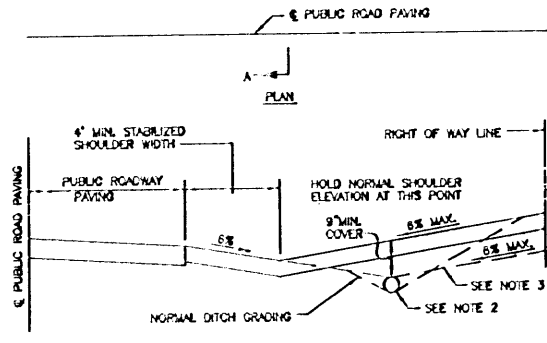 ℄ PUBLIC ROAD PAVING
A
PLAN
4' MIN. STABILIZED
SHOULDER WIDTH
RIGHT OF WAY LINE
PUBLIC ROADWAY
PAVING
HOLD NORMAL SHOULDER
ELEVATION AT THIS POINT
℄ PUBLIC ROAD PAVING
6%
9" MIN.
COVER
6% MAX.
6% MAX.
SEE NOTE 3
NORMAL DITCH GRADING
SEE NOTE 2